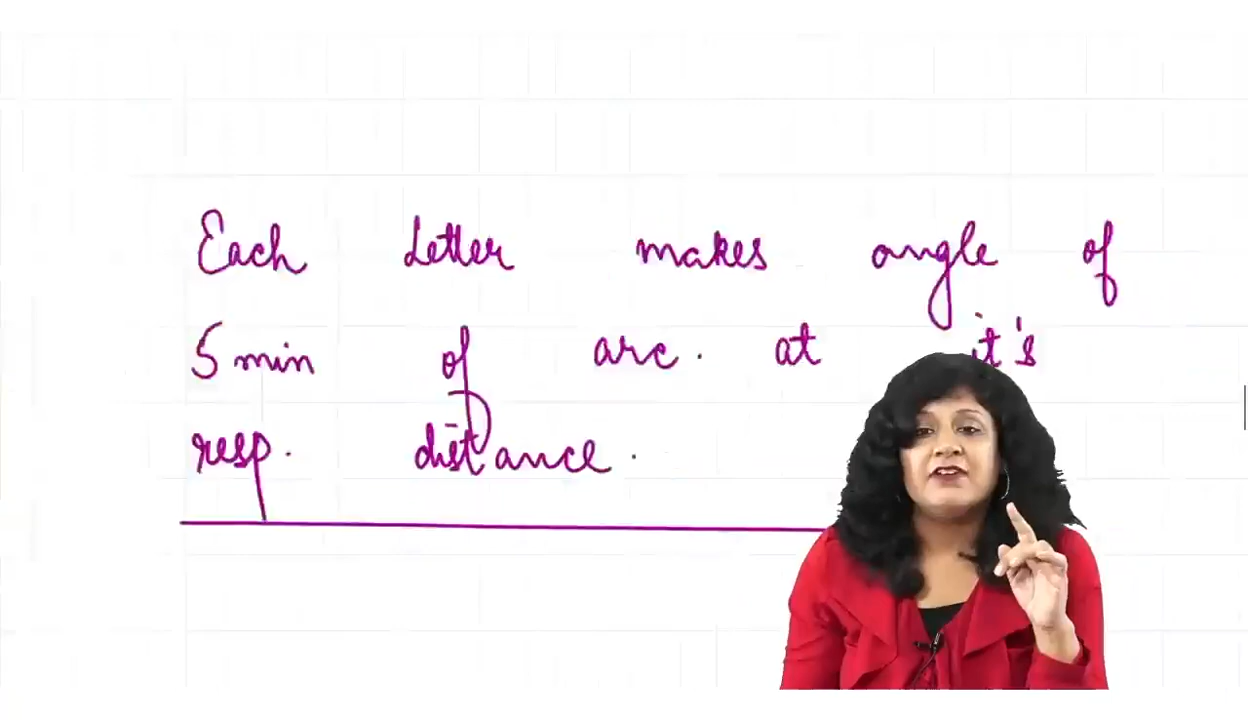 Each Letter makes angle of
5 min of arc. at it's
resp. distance.